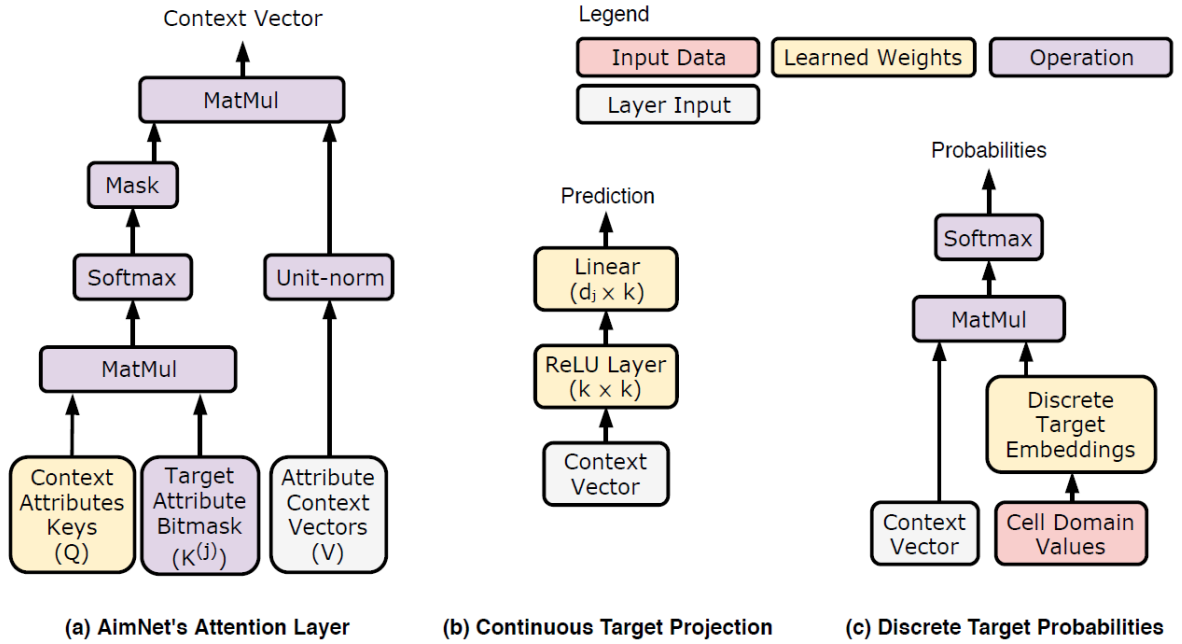 Context Vector
MatMul
Mask
Softmax
Unit-norm
MatMul
Context
Attributes
Keys
(Q)
Target
Attribute
Bitmask
(K⁽ʲ⁾)
Attribute
Context
Vectors
(V)
(a) AimNet's Attention Layer
Legend
Input Data
Learned Weights
Operation
Layer Input
Prediction
Linear
(dⱼ × k)
ReLU Layer
(k × k)
Context
Vector
(b) Continuous Target Projection
Probabilities
Softmax
MatMul
Discrete
Target
Embeddings
Context
Vector
Cell Domain
Values
(c) Discrete Target Probabilities